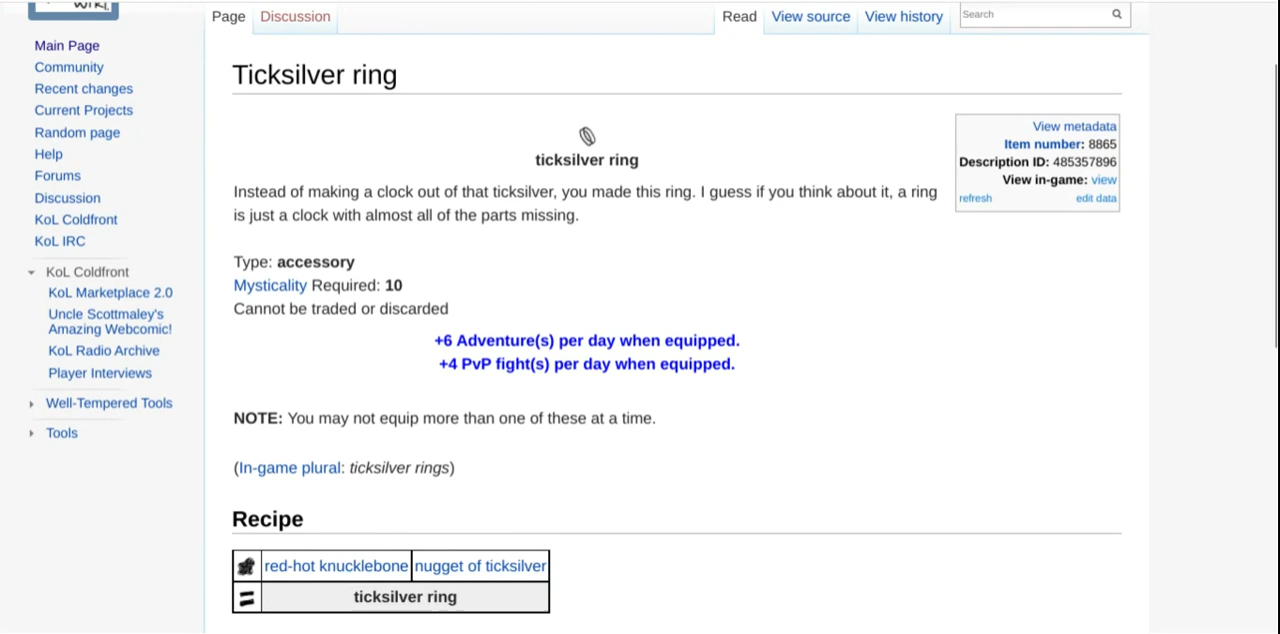 WIKI.
Page
Discussion
Read
View source
View history
Search
Main Page
Community
Recent changes
Current Projects
Random page
Help
Forums
Discussion
KoL Coldfront
KoL IRC
KoL Coldfront
KoL Marketplace 2.0
Uncle Scottmaley's
Amazing Webcomic!
KoL Radio Archive
Player Interviews
Well-Tempered Tools
Tools
Ticksilver ring
View metadata
Item number: 8865
Description ID: 485357896
View in-game: view
refresh edit data
ticksilver ring
Instead of making a clock out of that ticksilver, you made this ring. I guess if you think about it, a ring
is just a clock with almost all of the parts missing.
Type: accessory
Mysticality Required: 10
Cannot be traded or discarded
+6 Adventure(s) per day when equipped.
+4 PvP fight(s) per day when equipped.
NOTE: You may not equip more than one of these at a time.
(In-game plural: ticksilver rings)
Recipe
red-hot knucklebone nugget of ticksilver
ticksilver ring